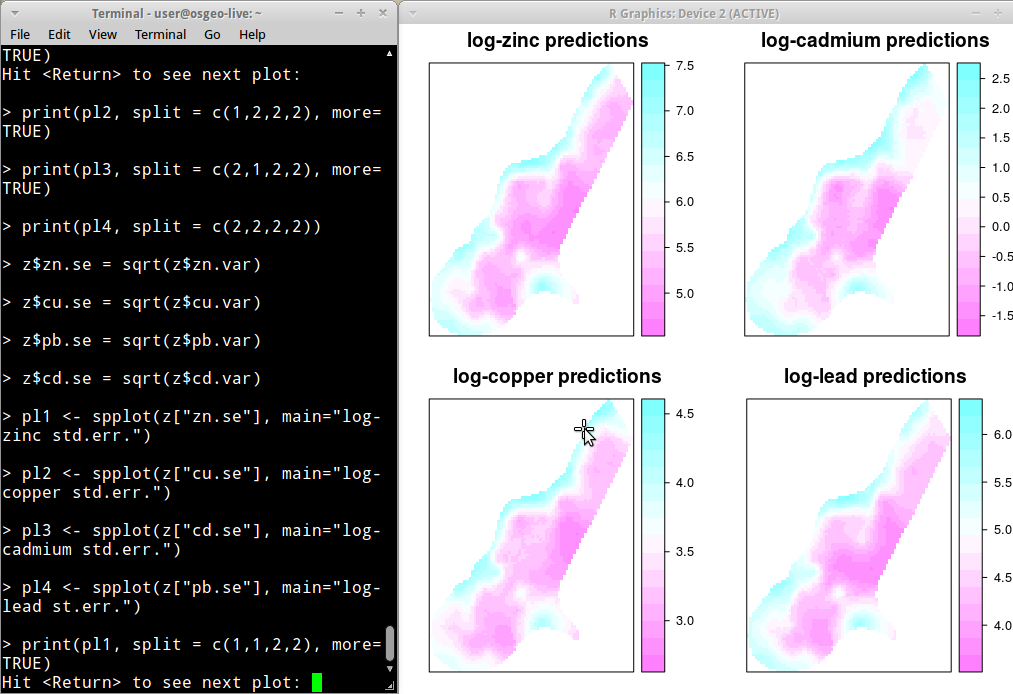 Terminal - user@osgeo-live: ~
File Edit View Terminal Go Help
TRUE)
Hit <Return> to see next plot:
> print(pl2, split = c(1,2,2,2), more=
TRUE)
> print(pl3, split = c(2,1,2,2), more=
TRUE)
> print(pl4, split = c(2,2,2,2))
> z$zn.se = sqrt(z$zn.var)
> z$cu.se = sqrt(z$cu.var)
> z$pb.se = sqrt(z$pb.var)
> z$cd.se = sqrt(z$cd.var)
> pl1 <- spplot(z["zn.se"], main="log-
zinc std.err.")
> pl2 <- spplot(z["cu.se"], main="log-
copper std.err.")
> pl3 <- spplot(z["cd.se"], main="log-
cadmium std.err.")
> pl4 <- spplot(z["pb.se"], main="log-
lead st.err.")
> print(pl1, split = c(1,1,2,2), more=
TRUE)
Hit <Return> to see next plot:
R Graphics: Device 2 (ACTIVE)
log-zinc predictions
7.5
7.0
6.5
6.0
5.5
5.0
log-cadmium predictions
2.5
2.0
1.5
1.0
0.5
0.0
-0.5
-1.0
-1.5
log-copper predictions
4.5
4.0
3.5
3.0
log-lead predictions
6.0
5.5
5.0
4.5
4.0